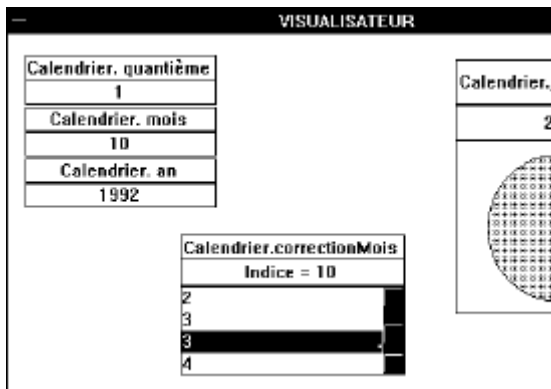 VISUALISATEUR
Calendrier. quantième
1
Calendrier. mois
10
Calendrier. an
1992
Calendrier.
2
Calendrier.correctionMois
Indice = 10
2
3
3
4